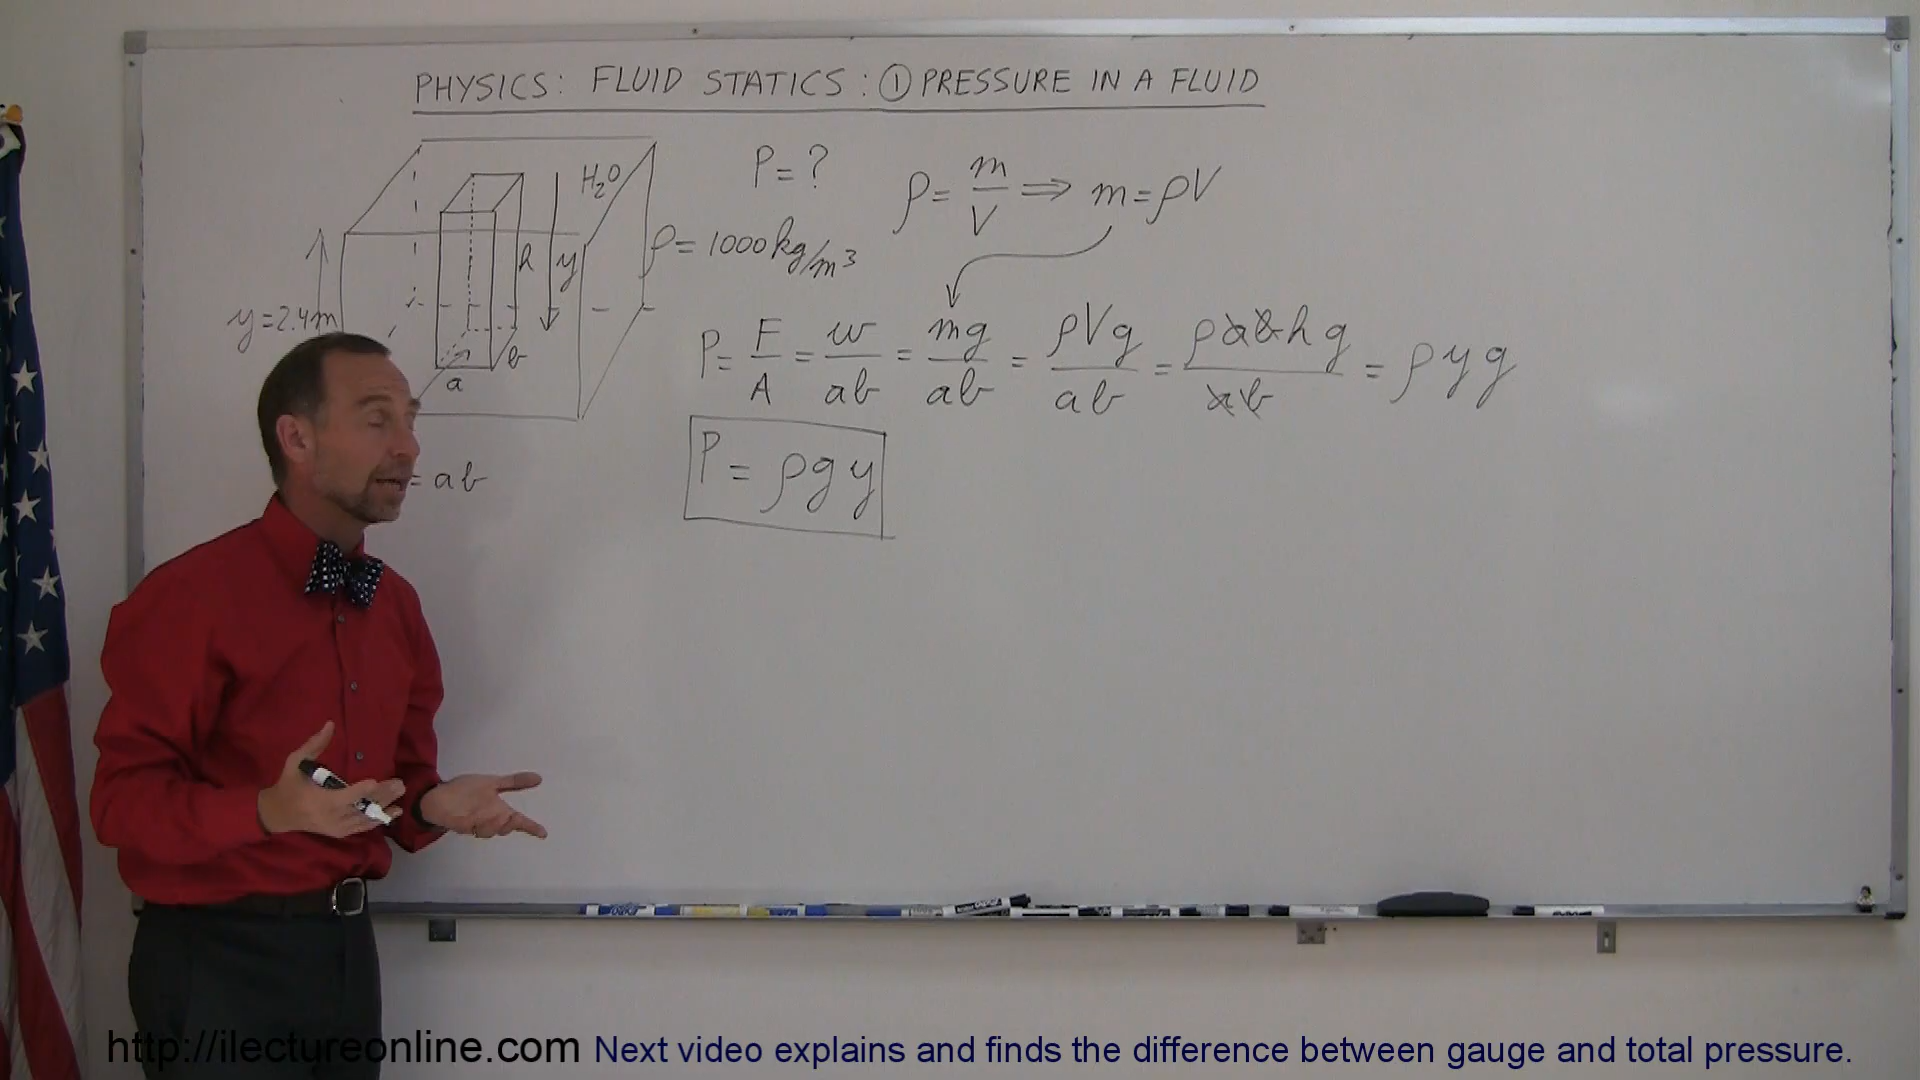 PHYSICS: FLUID STATICS: ① PRESSURE IN A FLUID
H₂O
h
y
y = 2.4m
a
b
= ab
P = ?
ρ = 1000 kg/m³
ρ = m/V ⇒ m = ρV
P = F/A = w/ab = mg/ab = ρVg/ab = ρabhg/ab = ρyg
P = ρgy
http://ilectureonline.com Next video explains and finds the difference between gauge and total pressure.